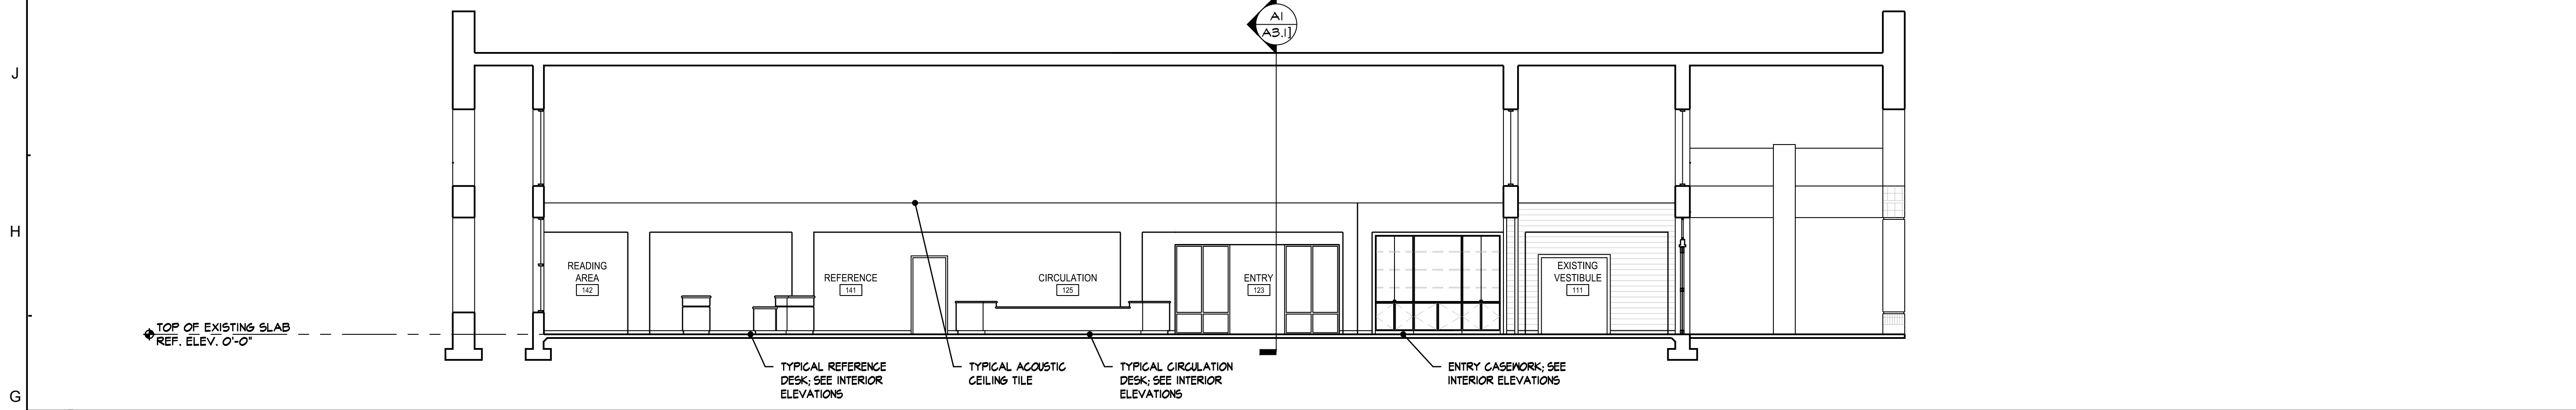 A1
A3.1]
J
H
G
READING
AREA
142
REFERENCE
141
CIRCULATION
125
ENTRY
123
EXISTING
VESTIBULE
111
TOP OF EXISTING SLAB
REF. ELEV. 0'-0"
TYPICAL REFERENCE
DESK; SEE INTERIOR
ELEVATIONS
TYPICAL ACOUSTIC
CEILING TILE
TYPICAL CIRCULATION
DESK; SEE INTERIOR
ELEVATIONS
ENTRY CASEWORK; SEE
INTERIOR ELEVATIONS